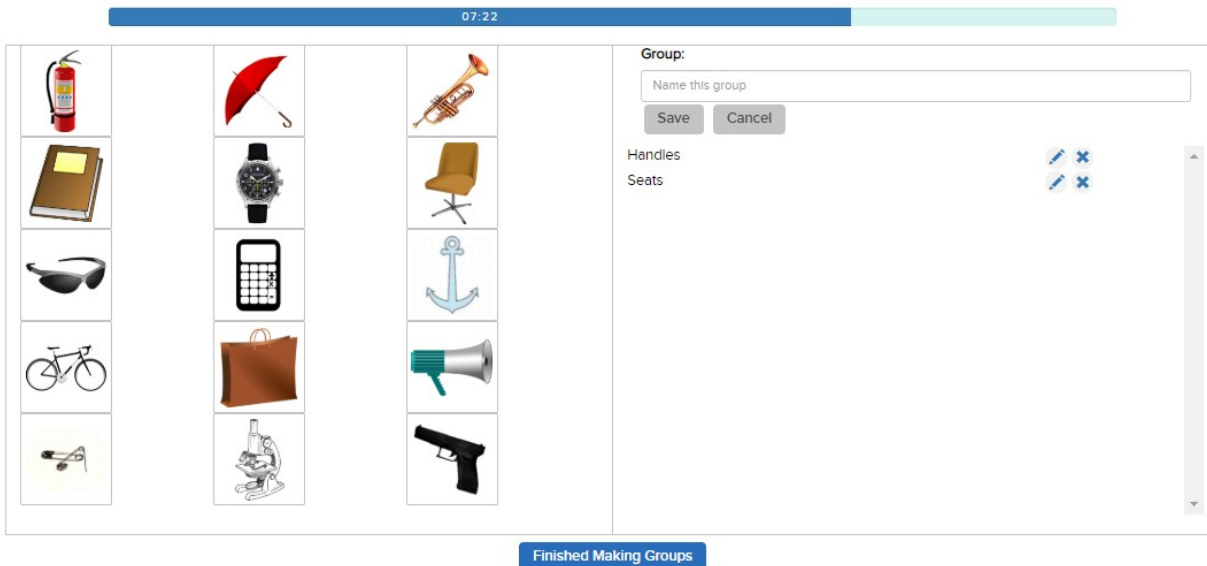 07:22
Group:
Name this group
Save Cancel
Handles
Seats
Finished Making Groups